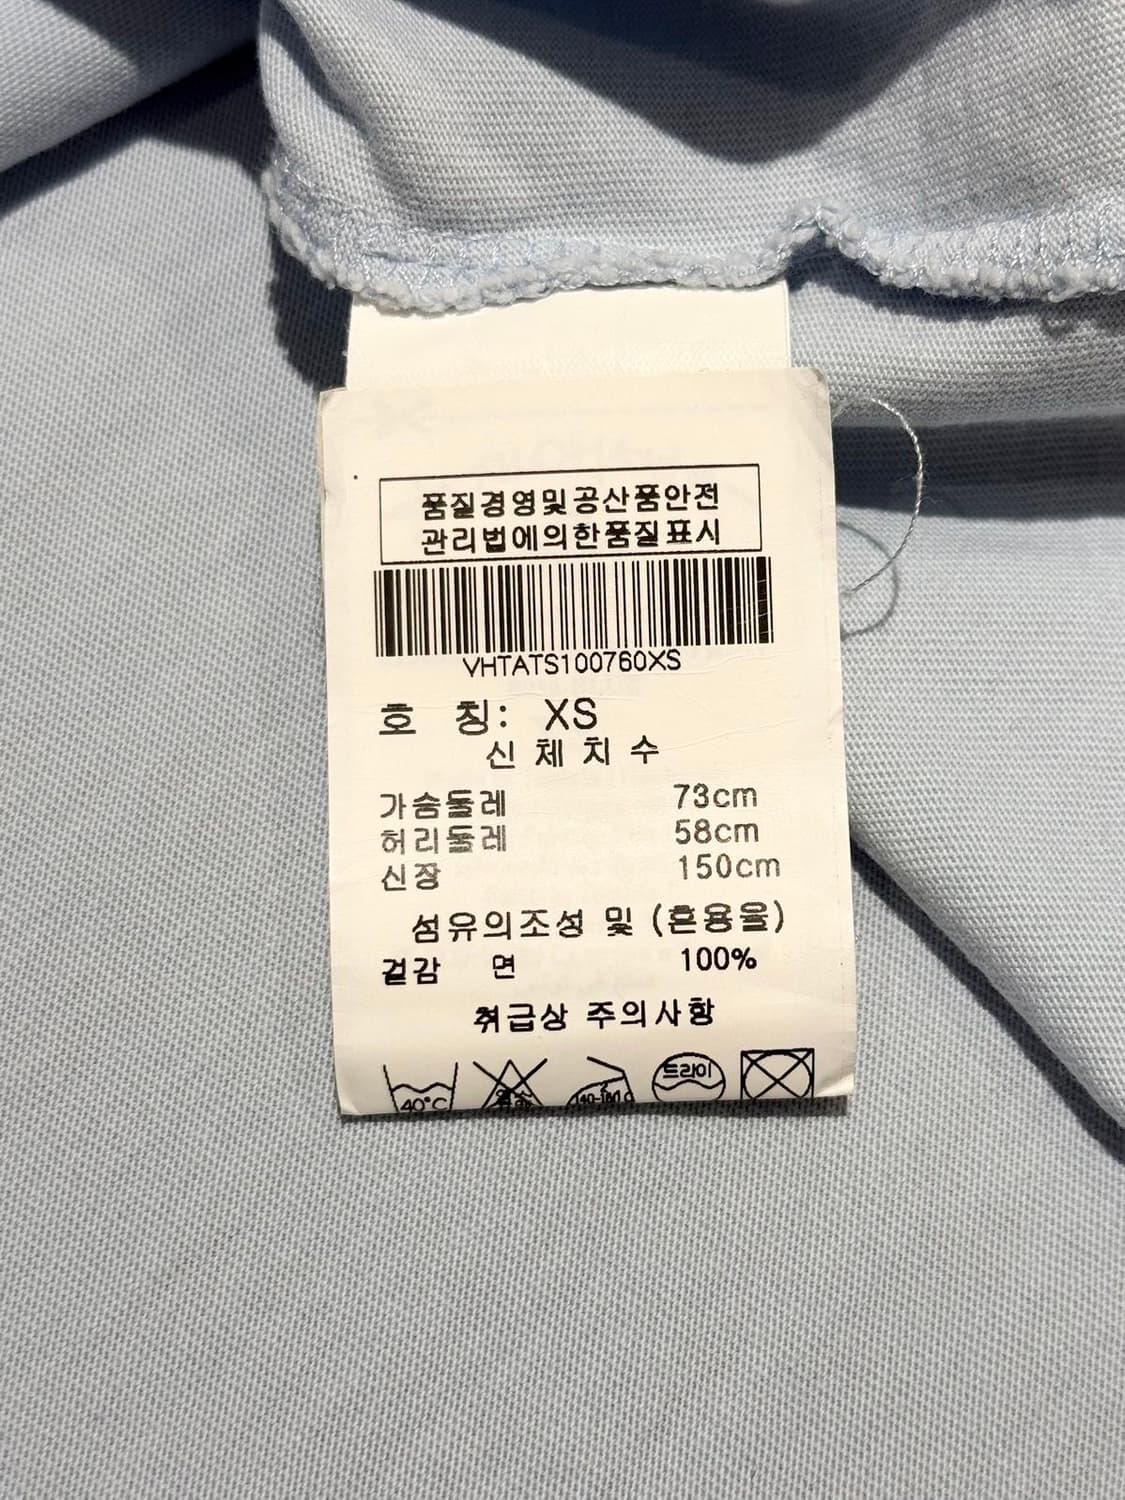 품질경영및공산품안전
관리법에의한품질표시
VHTATS100760XS
호 칭: XS
신 체 치 수
가슴둘레 73cm
허리둘레 58cm
신장 150cm
섬유의조성 및 (혼용율)
겉감 면 100%
취급상 주의사항
40°C 드라이